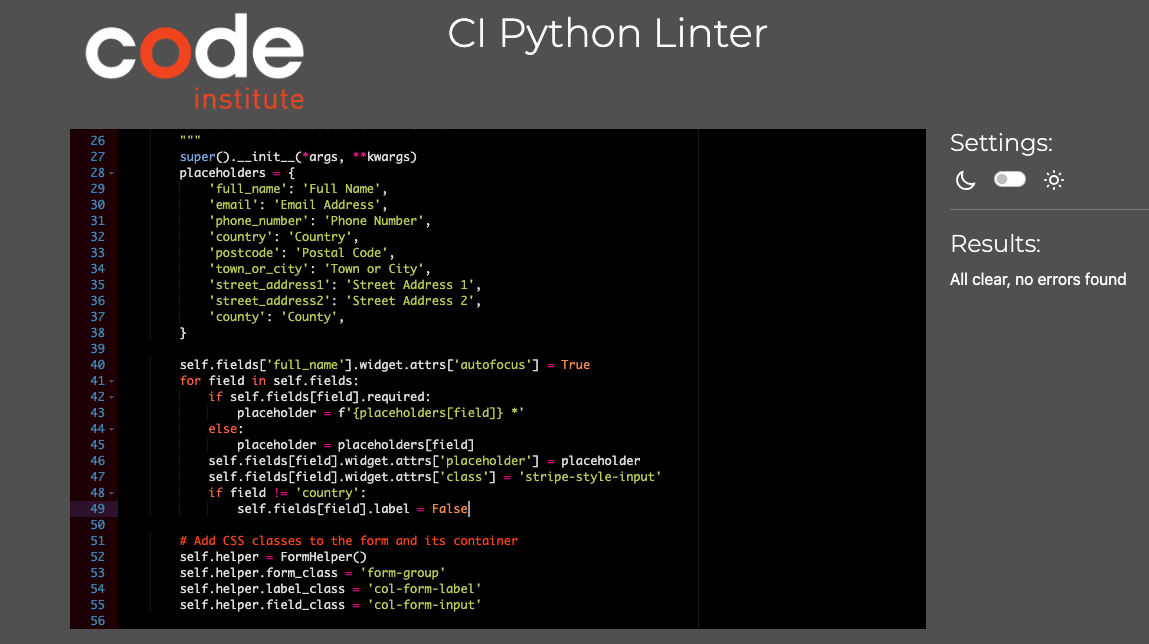 code
institute
CI Python Linter
26 """
27 super().__init__(*args, **kwargs)
28 placeholders = {
29 'full_name': 'Full Name',
30 'email': 'Email Address',
31 'phone_number': 'Phone Number',
32 'country': 'Country',
33 'postcode': 'Postal Code',
34 'town_or_city': 'Town or City',
35 'street_address1': 'Street Address 1',
36 'street_address2': 'Street Address 2',
37 'county': 'County',
38 }
39
40 self.fields['full_name'].widget.attrs['autofocus'] = True
41 for field in self.fields:
42 if self.fields[field].required:
43 placeholder = f'{placeholders[field]} *'
44 else:
45 placeholder = placeholders[field]
46 self.fields[field].widget.attrs['placeholder'] = placeholder
47 self.fields[field].widget.attrs['class'] = 'stripe-style-input'
48 if field != 'country':
49 self.fields[field].label = False
50
51 # Add CSS classes to the form and its container
52 self.helper = FormHelper()
53 self.helper.form_class = 'form-group'
54 self.helper.label_class = 'col-form-label'
55 self.helper.field_class = 'col-form-input'
56
Settings:
Results:
All clear, no errors found